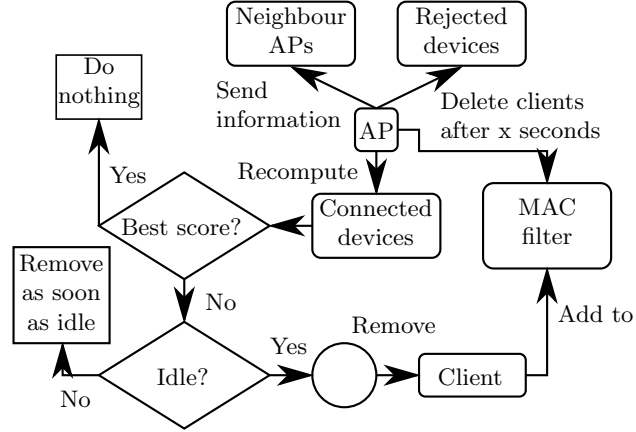 Neighbour
APs
Rejected
devices
Do
nothing
Send
information
AP
Delete clients
after x seconds
Yes
Recompute
Best score?
Connected
devices
MAC
filter
Remove
as soon
as idle
No
Add to
Remove
Yes
Idle?
Client
No